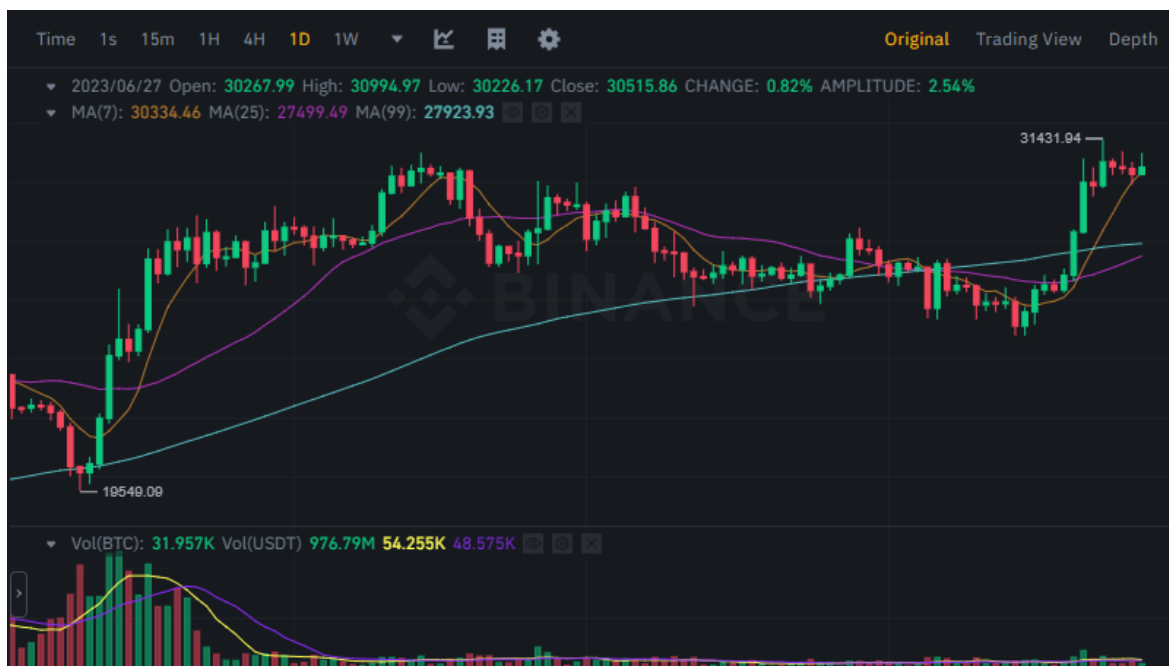 Time 1s 15m 1H 4H 1D 1W Original Trading View Depth
2023/06/27 Open: 30267.99 High: 30994.97 Low: 30226.17 Close: 30515.86 CHANGE: 0.82% AMPLITUDE: 2.54%
MA(7): 30334.46 MA(25): 27499.49 MA(99): 27923.93
31431.94
BINANCE
19549.09
Vol(BTC): 31.957K Vol(USDT) 976.79M 54.255K 48.575K